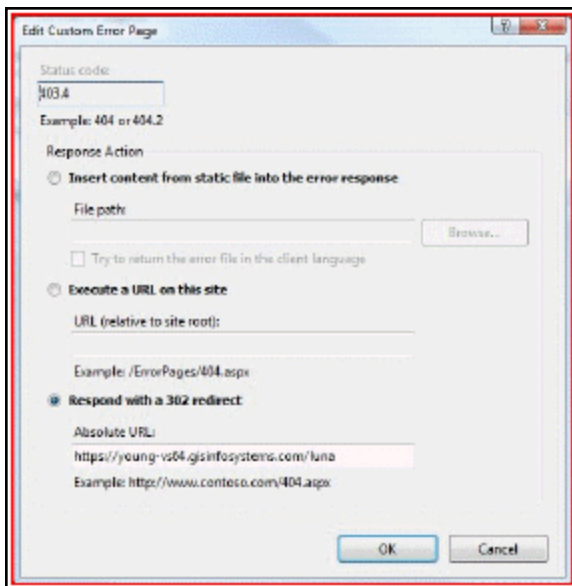 Edit Custom Error Page
Status code:
403.4
Example: 404 or 404.2
Response Action
Insert content from static file into the error response
File path:
Browse...
Try to return the error file in the client language
Execute a URL on this site
URL (relative to site root):
Example: /ErrorPages/404.aspx
Respond with a 302 redirect
Absolute URL:
https://young-vs64.gisinfosystems.com/luna
Example: http://www.contoso.com/404.aspx
OK
Cancel